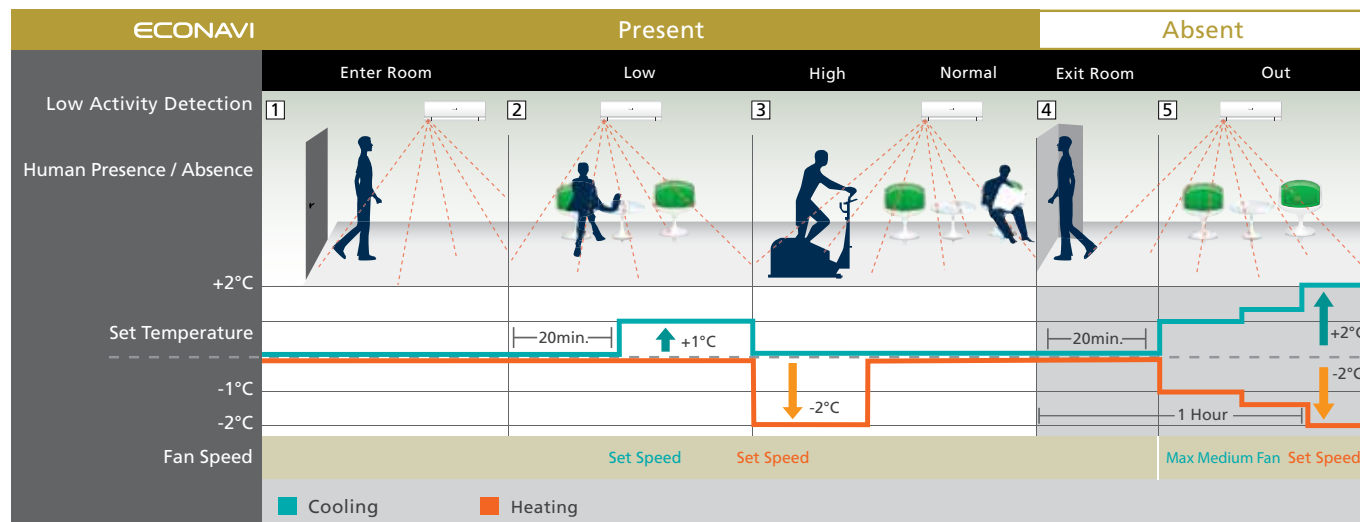 ECONAVI
Present
Absent
Enter Room
Low
High
Normal
Exit Room
Out
Low Activity Detection
1
2
3
4
5
Human Presence / Absence
+2°C
Set Temperature
20min.
+1°C
20min.
+2°C
-1°C
-2°C
-2°C
-2°C
1 Hour
Fan Speed
Set Speed
Set Speed
Max Medium Fan
Set Speed
Cooling
Heating